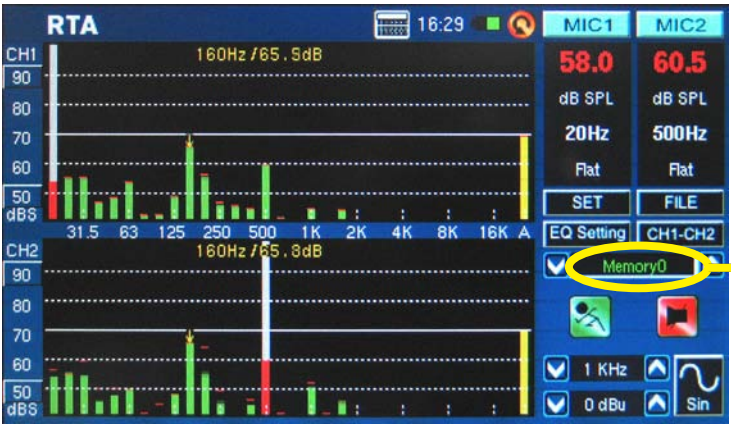 RTA 16:29 MIC1 MIC2
CH1 160Hz/65.9dB
90
80
70
60
50
dBS
58.0 60.5
dB SPL dB SPL
20Hz 500Hz
Flat Flat
SET FILE
31.5 63 125 250 500 1K 2K 4K 8K 16K A
EQ Setting CH1-CH2
CH2 160Hz/65.8dB
90
80
70
60
50
dBS
Memory0
1 KHz
0 dBu
Sin